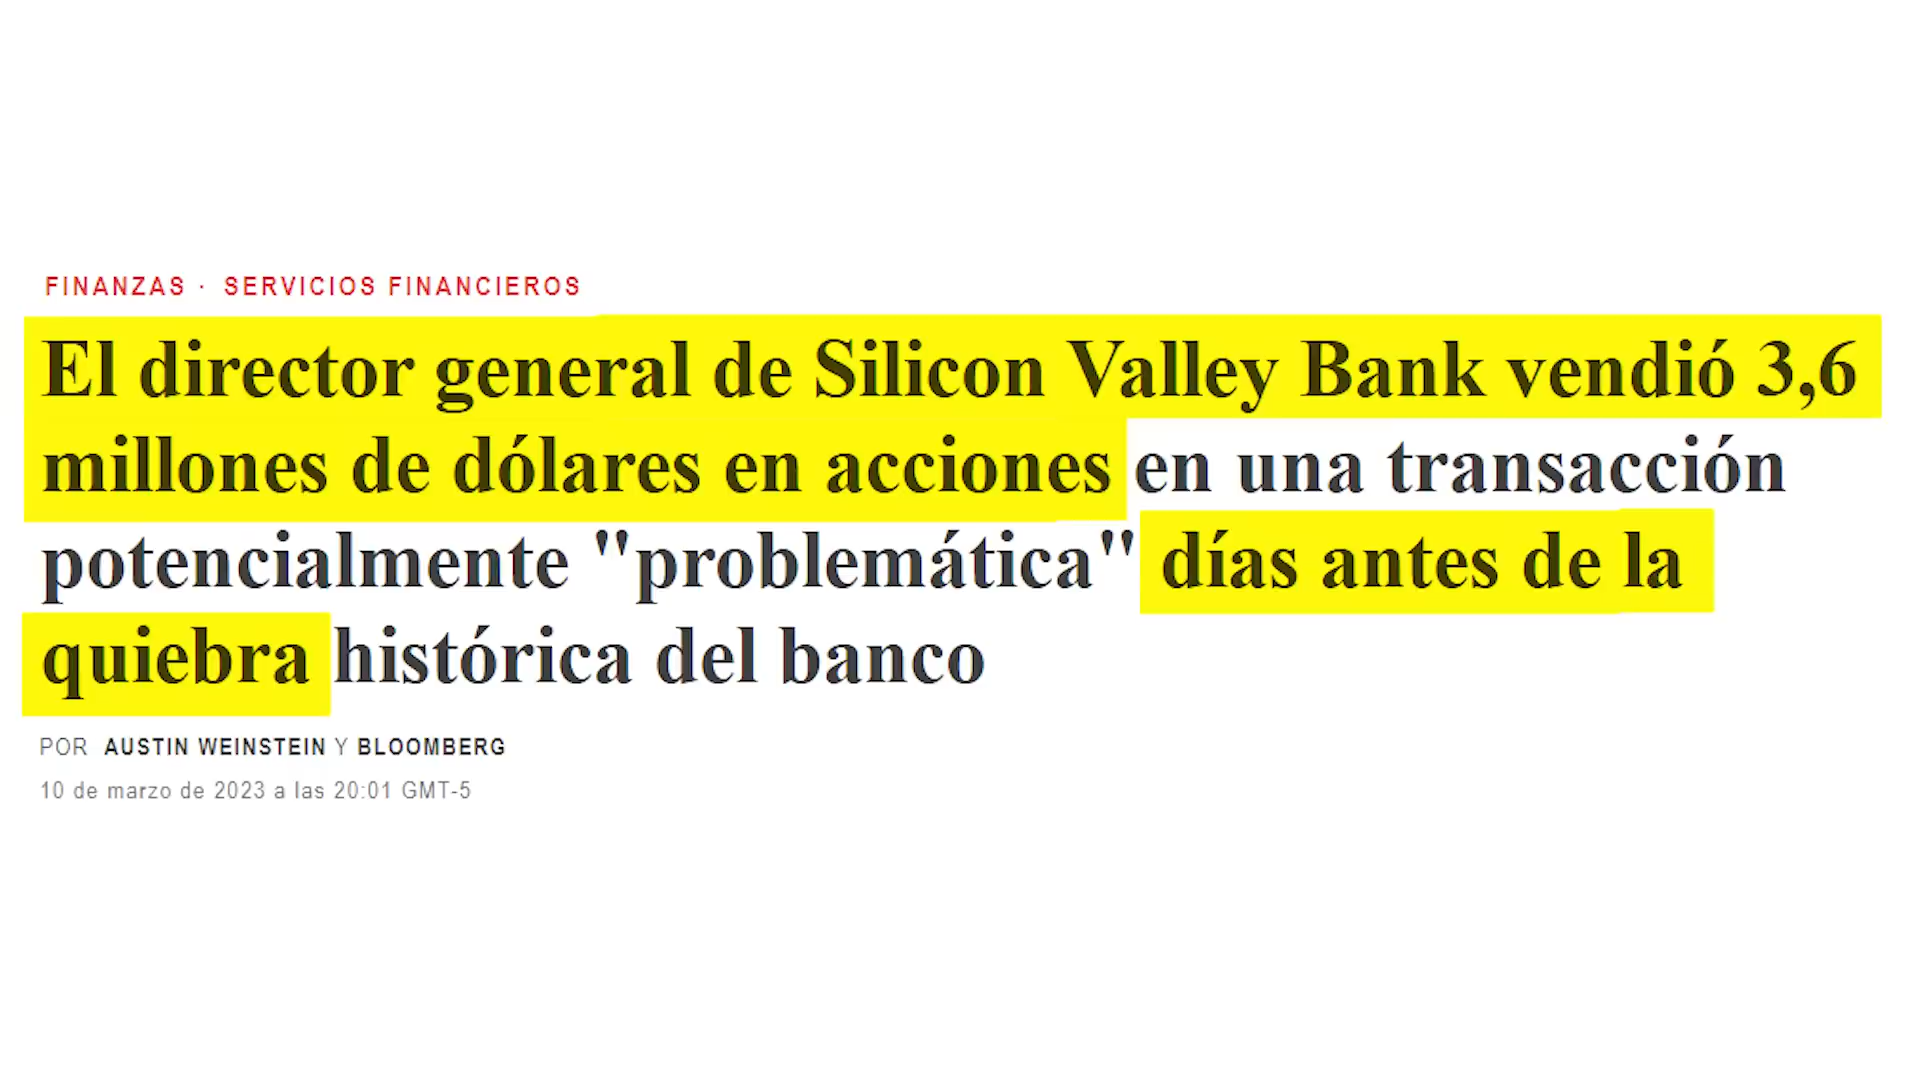 FINANZAS · SERVICIOS FINANCIEROS
El director general de Silicon Valley Bank vendió 3,6
millones de dólares en acciones en una transacción
potencialmente "problemática" días antes de la
quiebra histórica del banco
POR AUSTIN WEINSTEIN Y BLOOMBERG
10 de marzo de 2023 a las 20:01 GMT-5